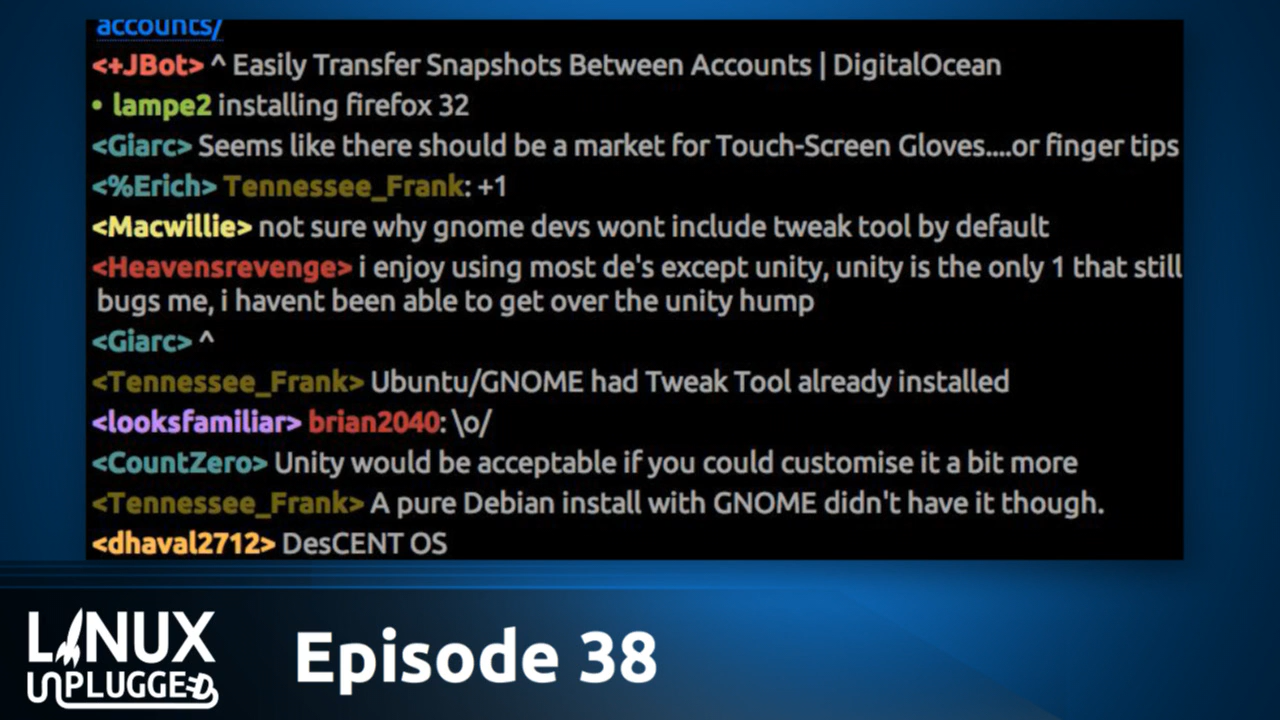 accounts/
<+JBot> ^ Easily Transfer Snapshots Between Accounts | DigitalOcean
• lampe2 installing firefox 32
<Giarc> Seems like there should be a market for Touch-Screen Gloves....or finger tips
<%Erich> Tennessee_Frank: +1
<Macwillie> not sure why gnome devs wont include tweak tool by default
<Heavensrevenge> i enjoy using most de's except unity, unity is the only 1 that still
bugs me, i havent been able to get over the unity hump
<Giarc> ^
<Tennessee_Frank> Ubuntu/GNOME had Tweak Tool already installed
<looksfamiliar> brian2040: \o/
<CountZero> Unity would be acceptable if you could customise it a bit more
<Tennessee_Frank> A pure Debian install with GNOME didn't have it though.
<dhaval2712> DesCENT OS
LINUX
UNPLUGGED
Episode 38